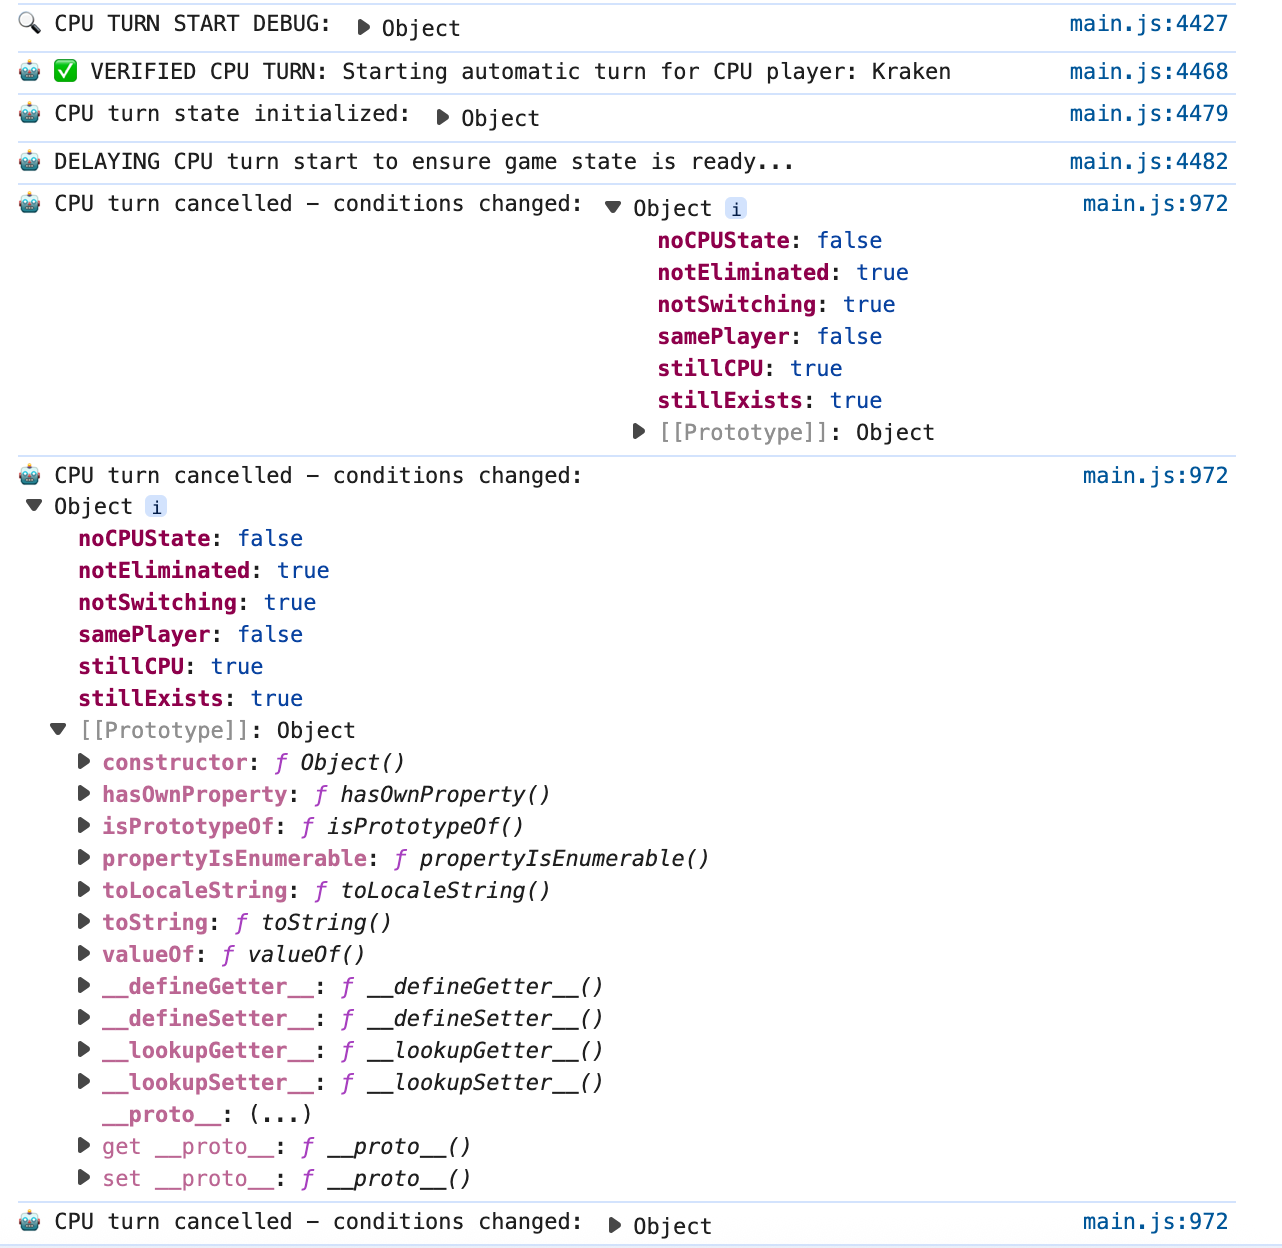 🔍 CPU TURN START DEBUG: ▶ Object main.js:4427
🤖 ✅ VERIFIED CPU TURN: Starting automatic turn for CPU player: Kraken main.js:4468
🤖 CPU turn state initialized: ▶ Object main.js:4479
🤖 DELAYING CPU turn start to ensure game state is ready... main.js:4482
🤖 CPU turn cancelled – conditions changed: ▼ Object i main.js:972
noCPUState: false
notEliminated: true
notSwitching: true
samePlayer: false
stillCPU: true
stillExists: true
▶ [[Prototype]]: Object
🤖 CPU turn cancelled – conditions changed: main.js:972
▼ Object i
noCPUState: false
notEliminated: true
notSwitching: true
samePlayer: false
stillCPU: true
stillExists: true
▼ [[Prototype]]: Object
▶ constructor: ƒ Object()
▶ hasOwnProperty: ƒ hasOwnProperty()
▶ isPrototypeOf: ƒ isPrototypeOf()
▶ propertyIsEnumerable: ƒ propertyIsEnumerable()
▶ toLocaleString: ƒ toLocaleString()
▶ toString: ƒ toString()
▶ valueOf: ƒ valueOf()
▶ __defineGetter__: ƒ __defineGetter__()
▶ __defineSetter__: ƒ __defineSetter__()
▶ __lookupGetter__: ƒ __lookupGetter__()
▶ __lookupSetter__: ƒ __lookupSetter__()
__proto__: (...)
▶ get __proto__: ƒ __proto__()
▶ set __proto__: ƒ __proto__()
🤖 CPU turn cancelled – conditions changed: ▶ Object main.js:972